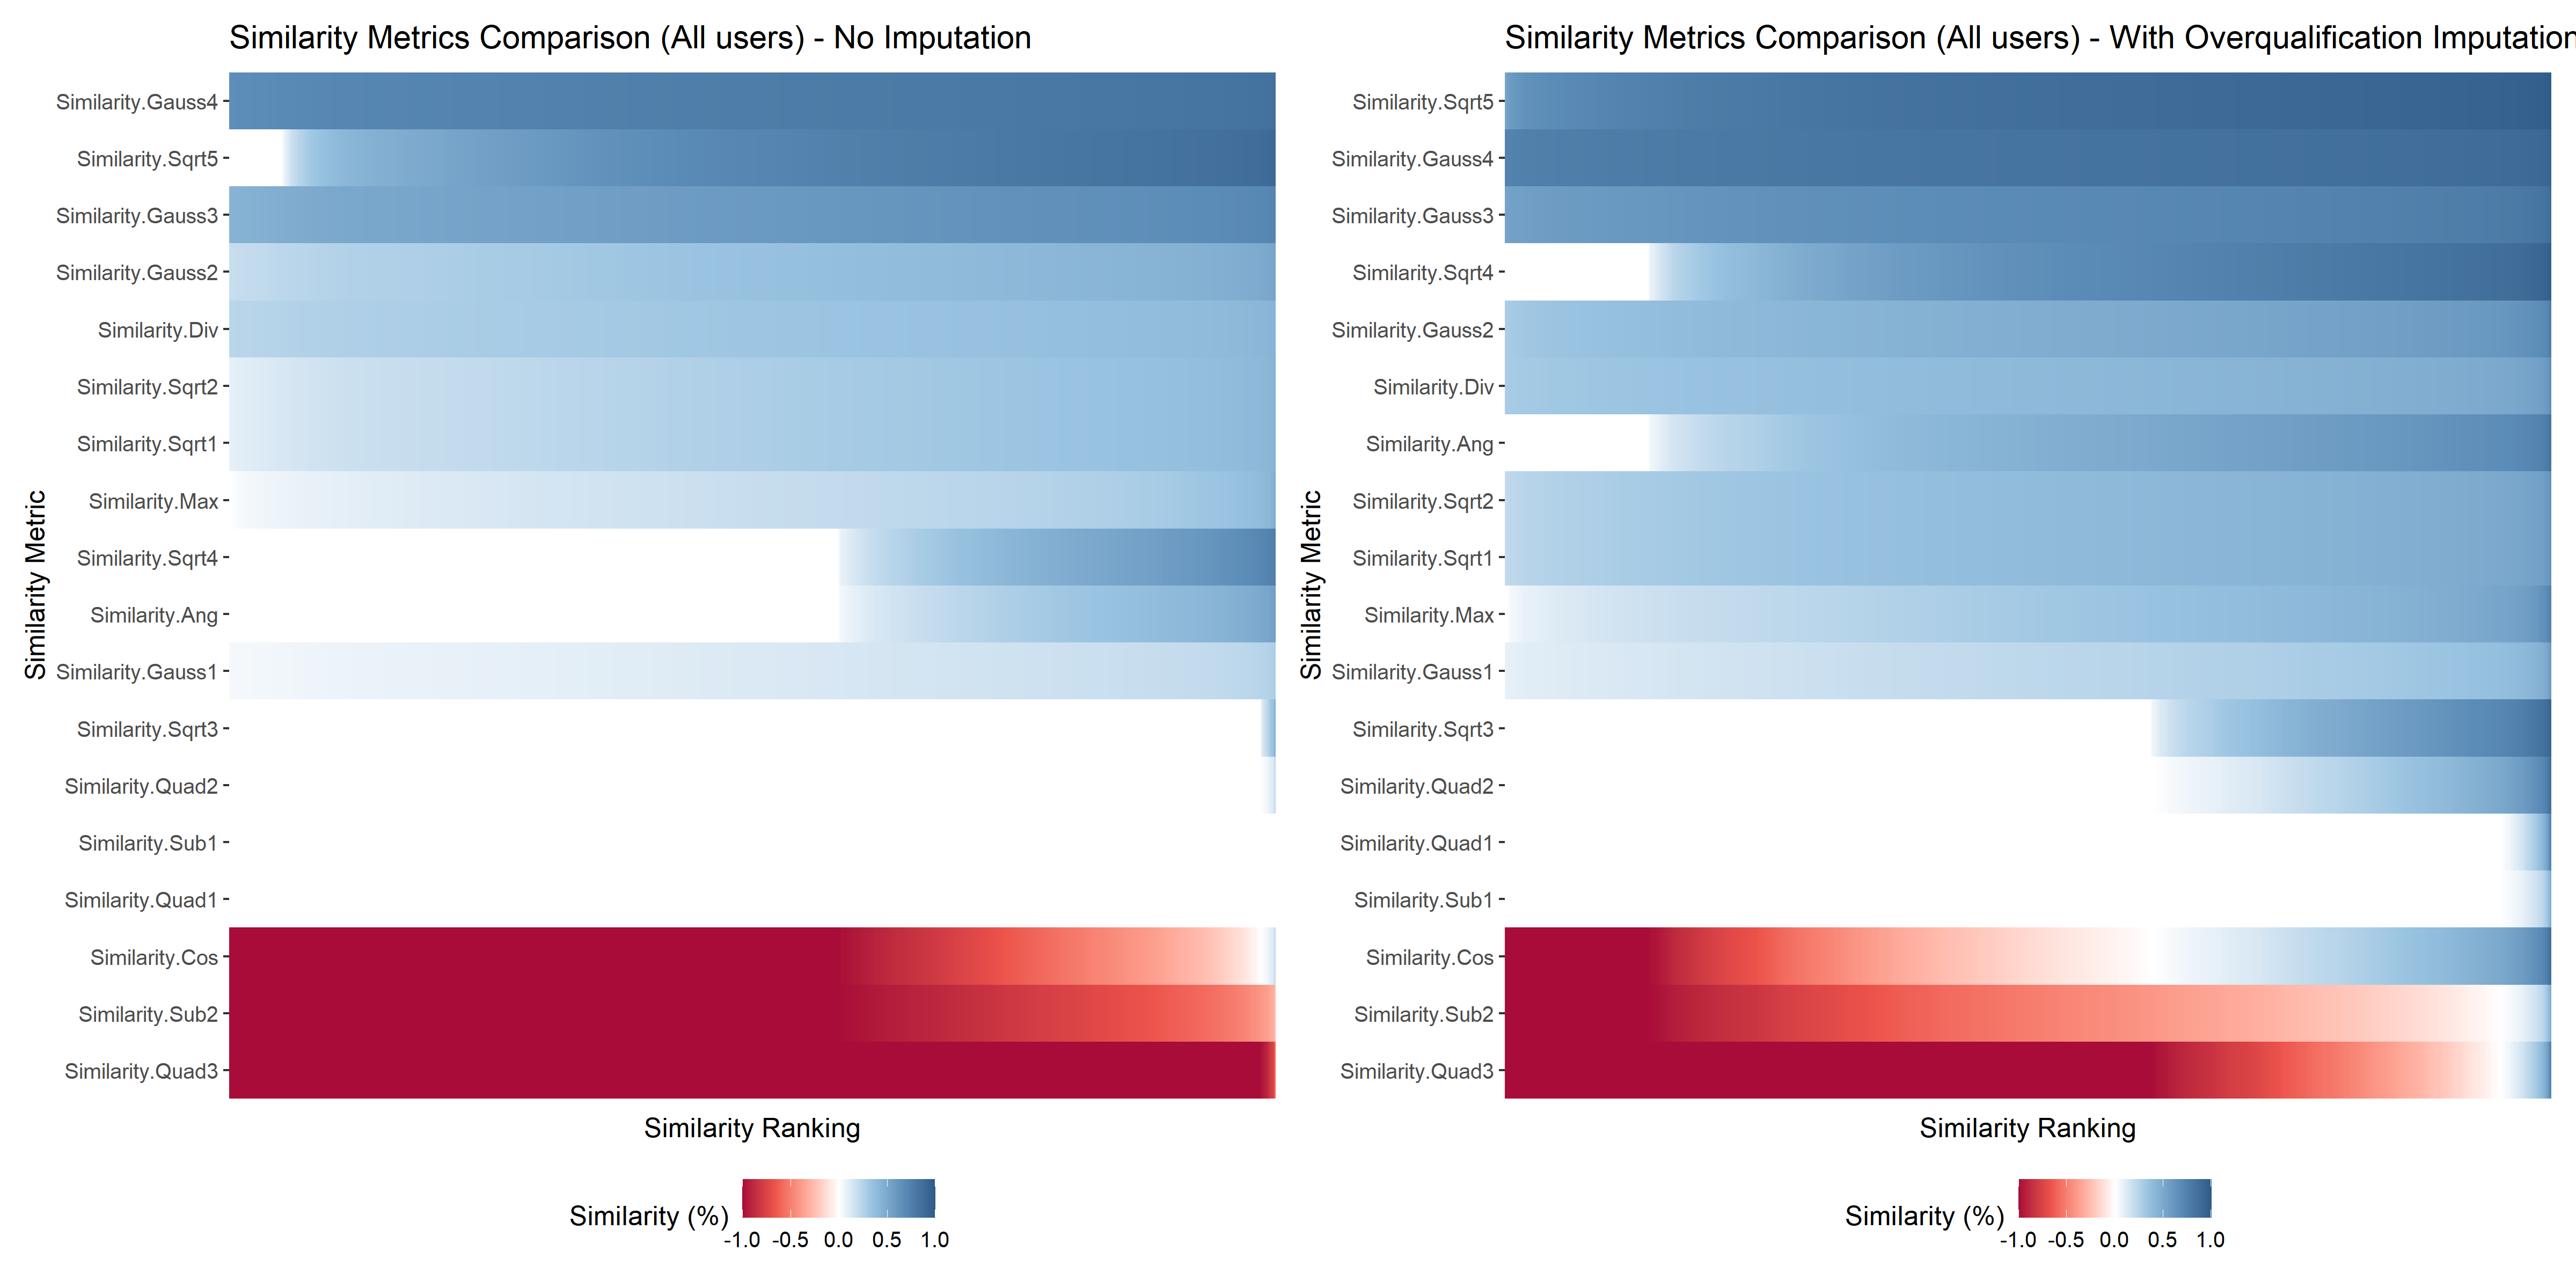 Similarity Metrics Comparison (All users) - No Imputation
Similarity Metric
Similarity.Gauss4
Similarity.Sqrt5
Similarity.Gauss3
Similarity.Gauss2
Similarity.Div
Similarity.Sqrt2
Similarity.Sqrt1
Similarity.Max
Similarity.Sqrt4
Similarity.Ang
Similarity.Gauss1
Similarity.Sqrt3
Similarity.Quad2
Similarity.Sub1
Similarity.Quad1
Similarity.Cos
Similarity.Sub2
Similarity.Quad3
Similarity Ranking
Similarity (%)
-1.0 -0.5 0.0 0.5 1.0
Similarity Metrics Comparison (All users) - With Overqualification Imputation
Similarity Metric
Similarity.Sqrt5
Similarity.Gauss4
Similarity.Gauss3
Similarity.Sqrt4
Similarity.Gauss2
Similarity.Div
Similarity.Ang
Similarity.Sqrt2
Similarity.Sqrt1
Similarity.Max
Similarity.Gauss1
Similarity.Sqrt3
Similarity.Quad2
Similarity.Quad1
Similarity.Sub1
Similarity.Cos
Similarity.Sub2
Similarity.Quad3
Similarity Ranking
Similarity (%)
-1.0 -0.5 0.0 0.5 1.0